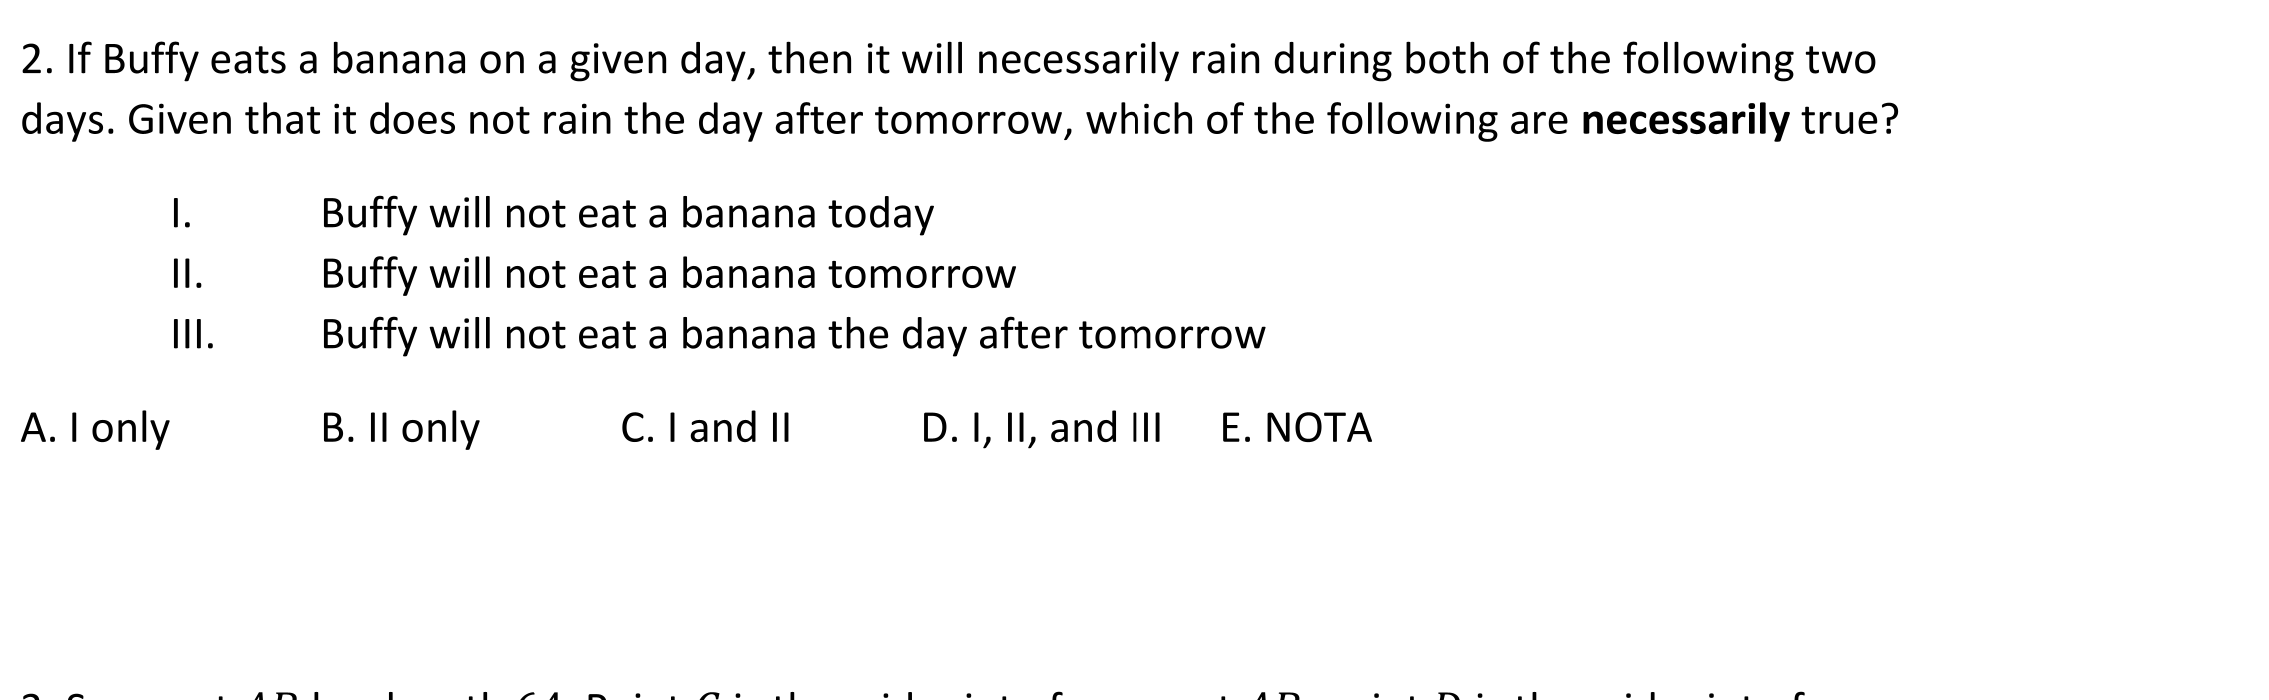 2. If Buffy eats a banana on a given day, then it will necessarily rain during both of the following two
days. Given that it does not rain the day after tomorrow, which of the following are necessarily true?
I. Buffy will not eat a banana today
II. Buffy will not eat a banana tomorrow
III. Buffy will not eat a banana the day after tomorrow
A. I only B. II only C. I and II D. I, II, and III E. NOTA